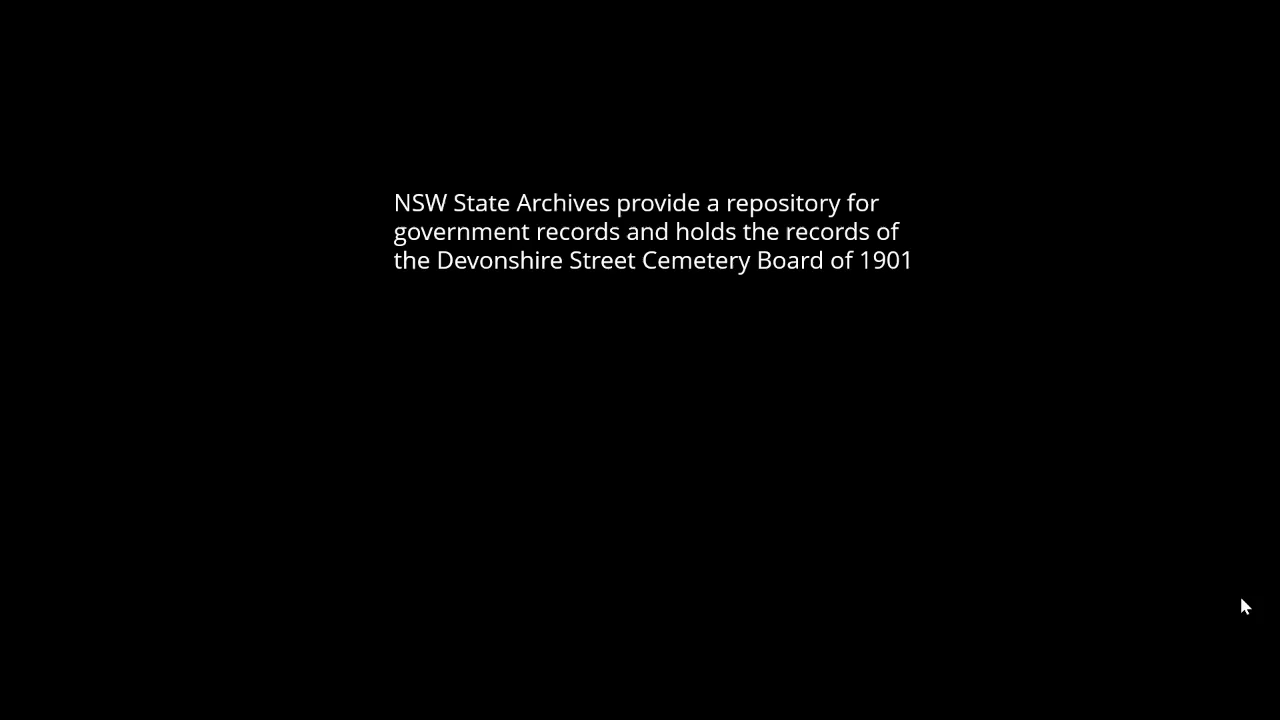 NSW State Archives provide a repository for
government records and holds the records of
the Devonshire Street Cemetery Board of 1901